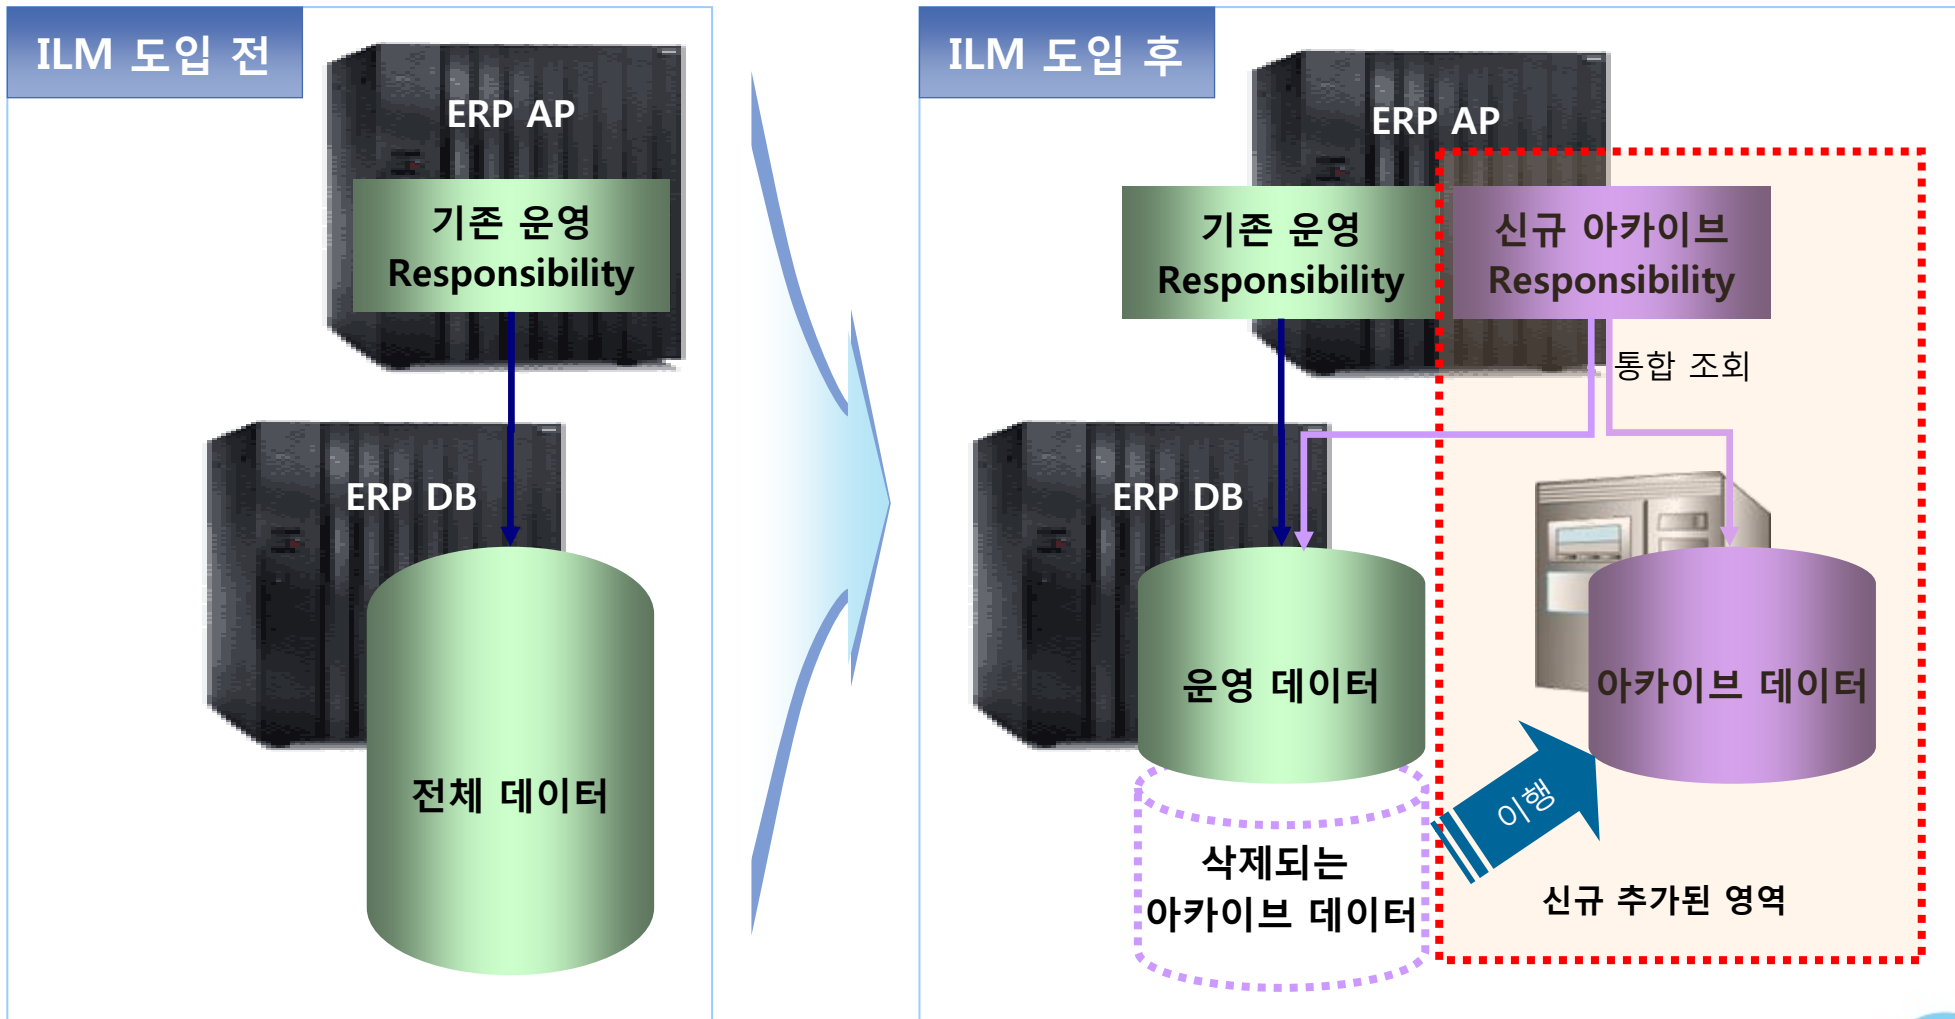 ILM 도입 전
ERP AP
기존 운영
Responsibility
ERP DB
전체 데이터
ILM 도입 후
ERP AP
기존 운영
Responsibility
신규 아카이브
Responsibility
통합 조회
ERP DB
운영 데이터
아카이브 데이터
이행
삭제되는
아카이브 데이터
신규 추가된 영역